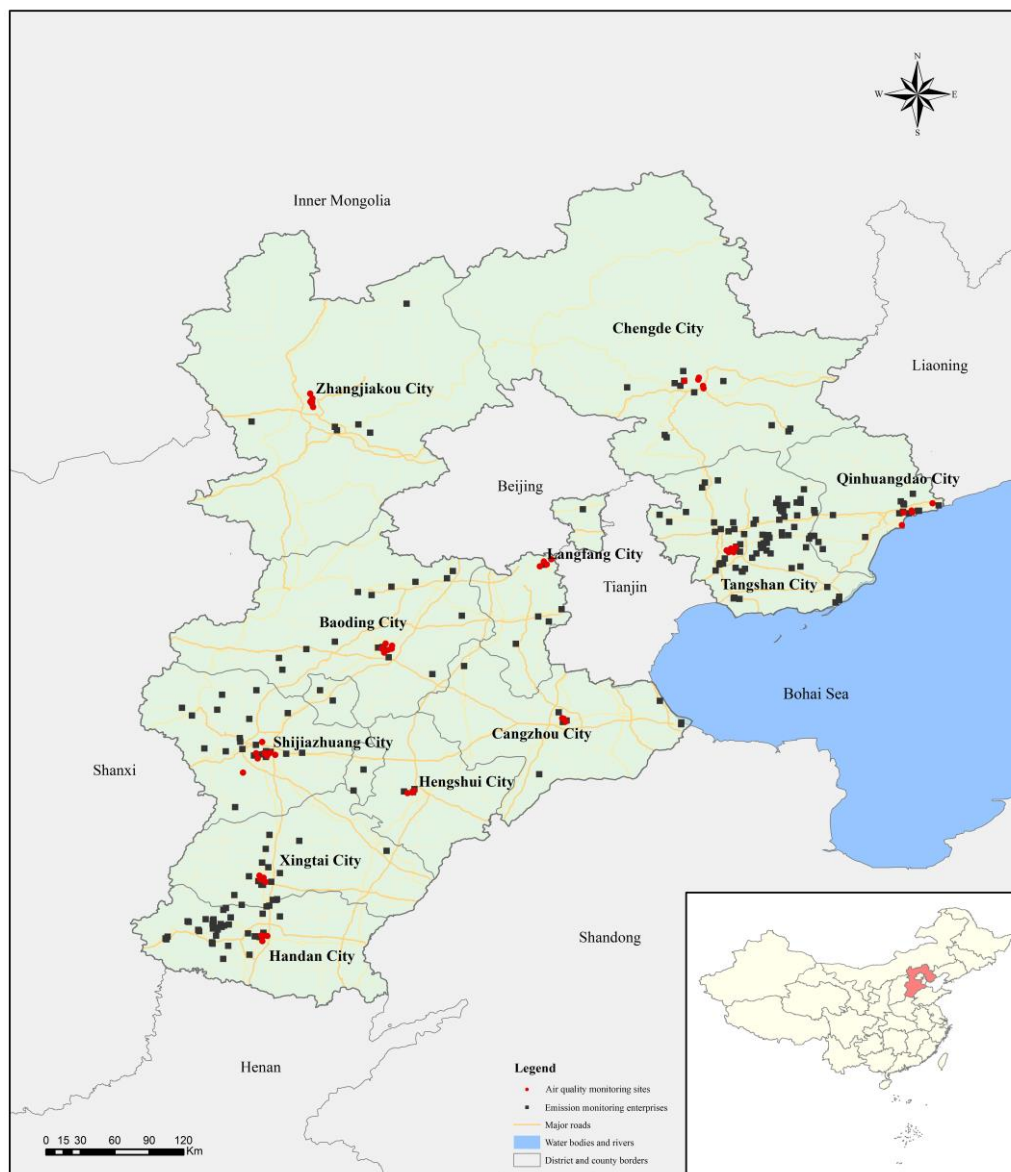 N
W E
S
Inner Mongolia
Chengde City
Liaoning
Zhangjiakou City
Qinhuangdao City
Beijing
Langfang City
Tianjin
Tangshan City
Baoding City
Bohai Sea
Cangzhou City
Shijiazhuang City
Shanxi
Hengshui City
Xingtai City
Shandong
Handan City
Henan
Legend
Air quality monitoring sites
Emission monitoring enterprises
Major roads
Water bodies and rivers
District and county borders
0 15 30 60 90 120
Km